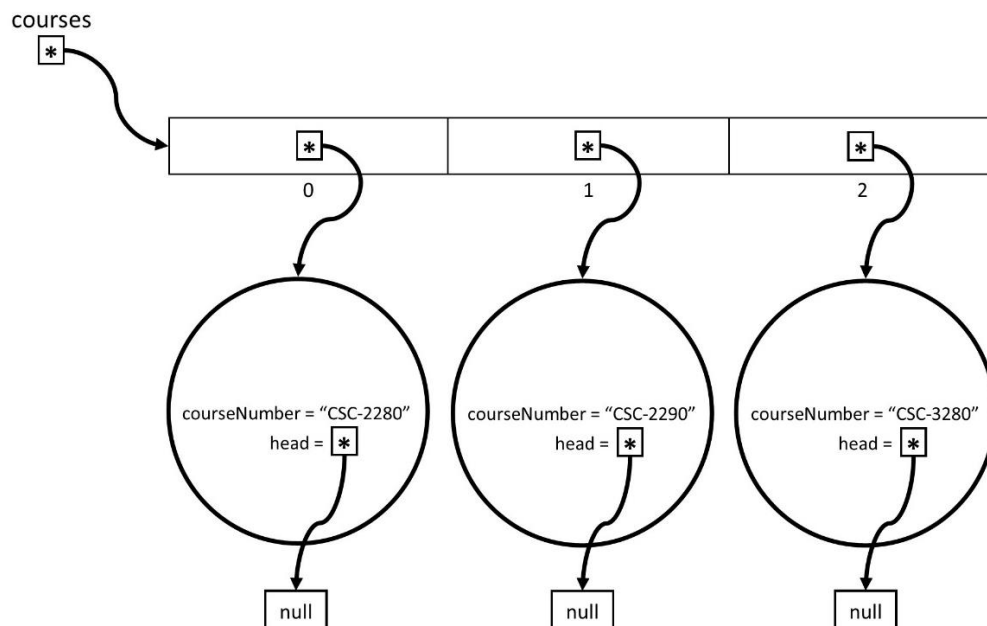 courses
*
* * *
0 1 2
courseNumber = “CSC-2280” courseNumber = “CSC-2290” courseNumber = “CSC-3280”
head = * head = * head = *
null null null